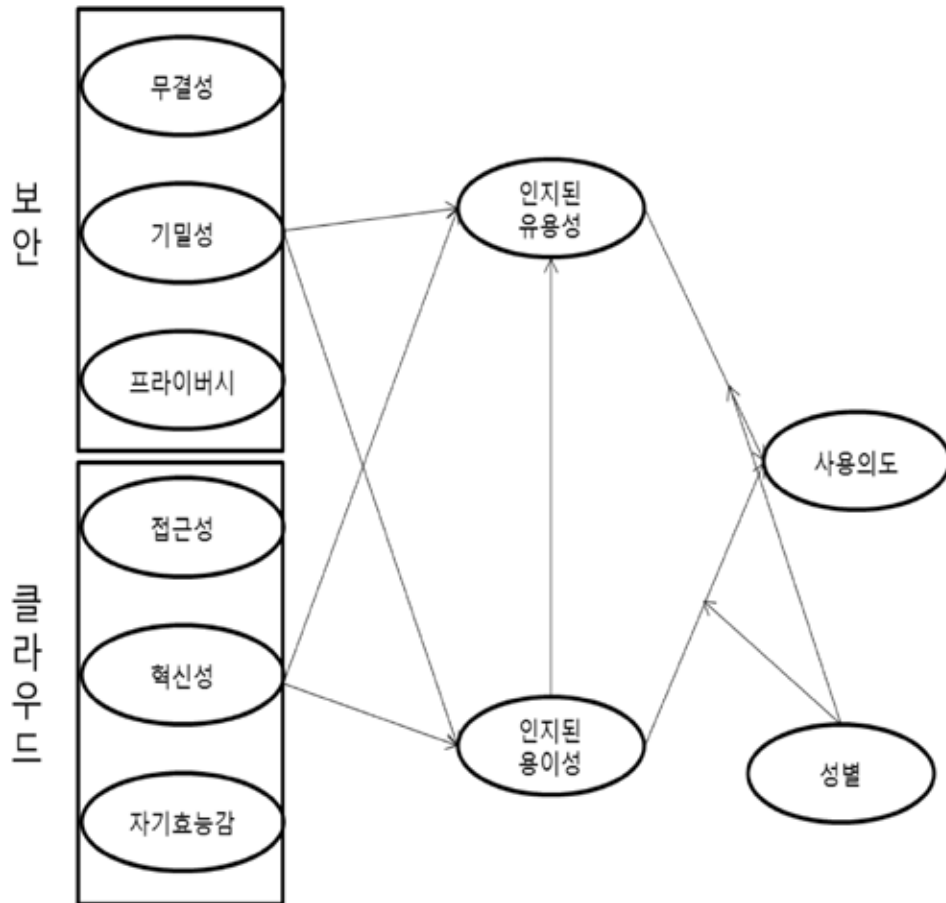 보안
무결성
기밀성
프라이버시
클라우드
접근성
혁신성
자기효능감
인지된
유용성
인지된
용이성
사용의도
성별